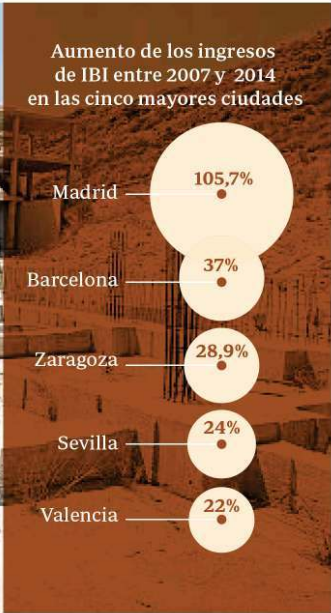 Aumento de los ingresos
de IBI entre 2007 y 2014
en las cinco mayores ciudades
Madrid 105,7%
Barcelona 37%
Zaragoza 28,9%
Sevilla 24%
Valencia 22%